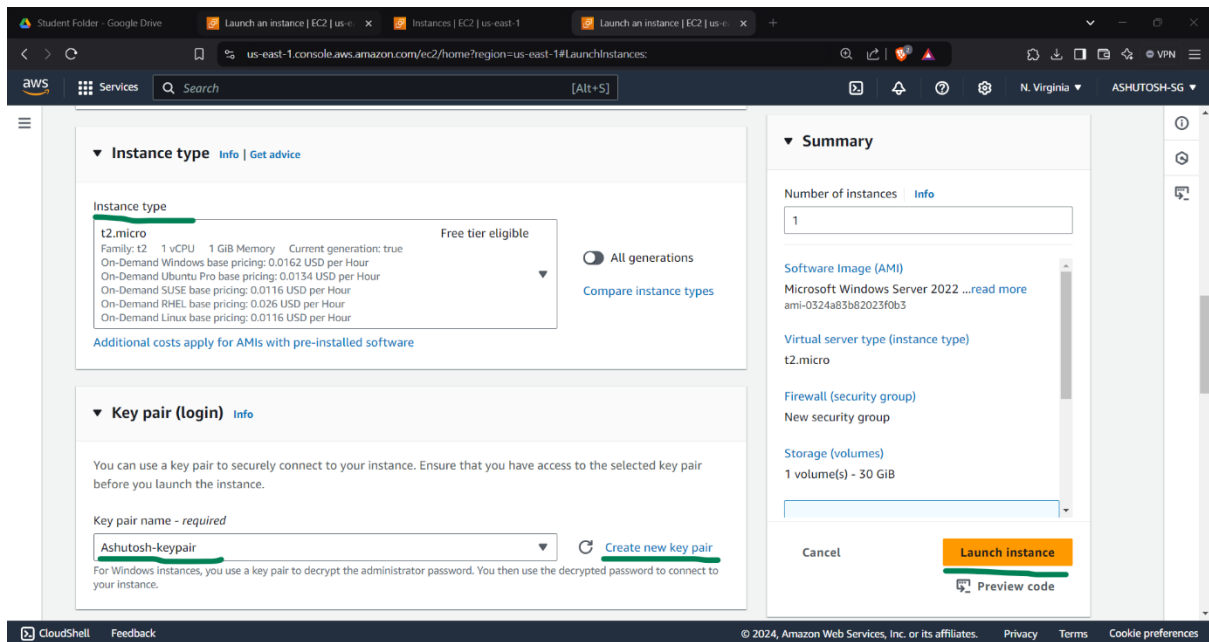 Student Folder - Google Drive
Launch an instance | EC2 | us-e
Instances | EC2 | us-east-1
Launch an instance | EC2 | us-e
us-east-1.console.aws.amazon.com/ec2/home?region=us-east-1#LaunchInstances:
VPN
aws
Services
Search
[Alt+S]
N. Virginia
ASHUTOSH-SG
Instance type Info | Get advice
Instance type
t2.micro Free tier eligible
Family: t2 1 vCPU 1 GiB Memory Current generation: true
On-Demand Windows base pricing: 0.0162 USD per Hour
On-Demand Ubuntu Pro base pricing: 0.0134 USD per Hour
On-Demand SUSE base pricing: 0.0116 USD per Hour
On-Demand RHEL base pricing: 0.026 USD per Hour
On-Demand Linux base pricing: 0.0116 USD per Hour
All generations
Compare instance types
Additional costs apply for AMIs with pre-installed software
Key pair (login) Info
You can use a key pair to securely connect to your instance. Ensure that you have access to the selected key pair
before you launch the instance.
Key pair name - required
Ashutosh-keypair
Create new key pair
For Windows instances, you use a key pair to decrypt the administrator password. You then use the decrypted password to connect to
your instance.
Summary
Number of instances Info
1
Software Image (AMI)
Microsoft Windows Server 2022 ...read more
ami-0324a83b82023f0b3
Virtual server type (instance type)
t2.micro
Firewall (security group)
New security group
Storage (volumes)
1 volume(s) - 30 GiB
Cancel
Launch instance
Preview code
CloudShell Feedback
© 2024, Amazon Web Services, Inc. or its affiliates. Privacy Terms Cookie preferences